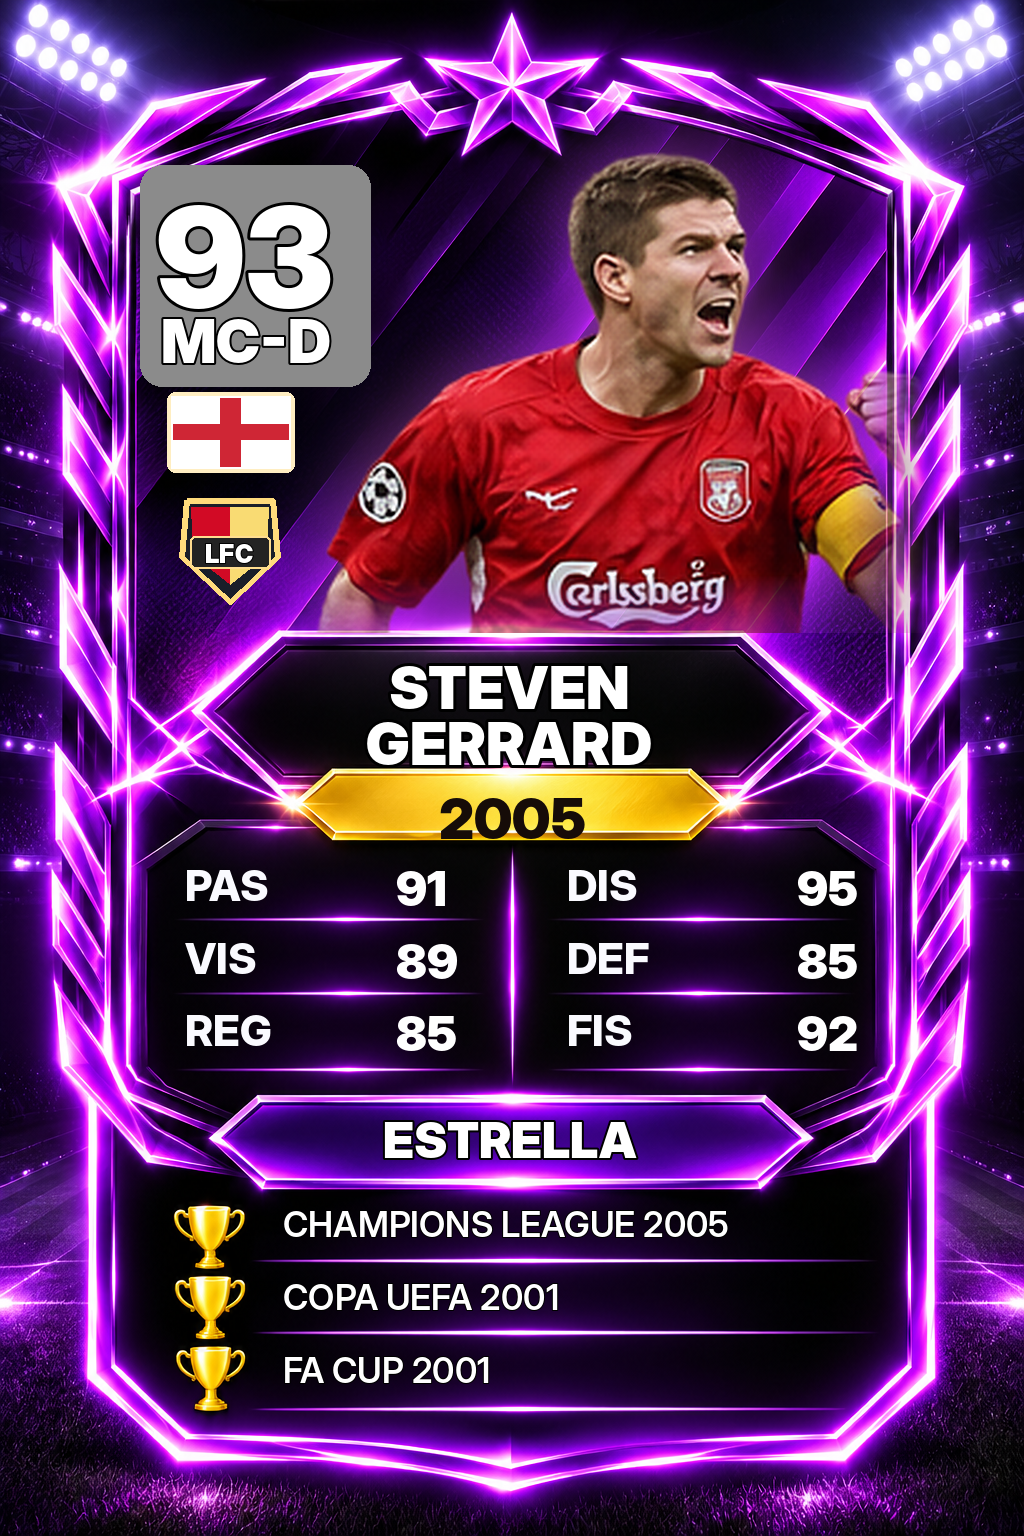 93
MC-D
LFC
Carlssberg
STEVEN
GERRARD
2005
PAS 91 DIS 95
VIS 89 DEF 85
REG 85 FIS 92
ESTRELLA
CHAMPIONS LEAGUE 2005
COPA UEFA 2001
FA CUP 2001